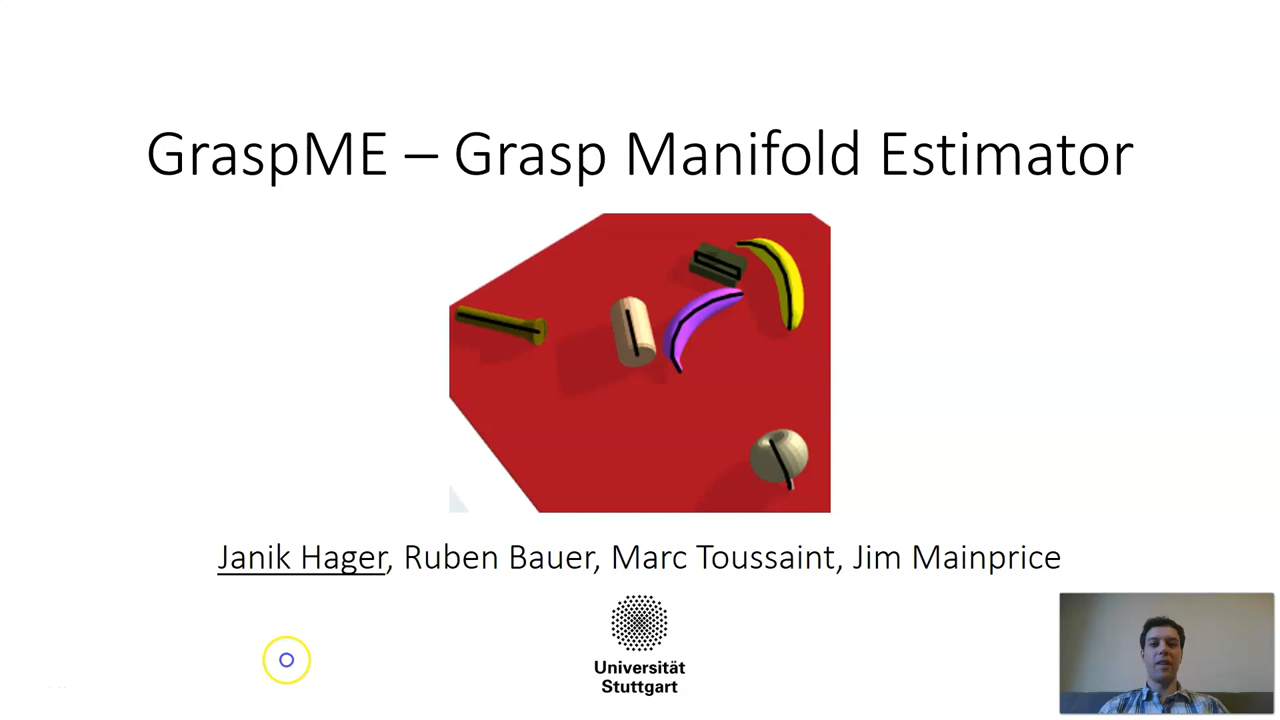 GraspME – Grasp Manifold Estimator
Janik Hager, Ruben Bauer, Marc Toussaint, Jim Mainprice
Universität
Stuttgart